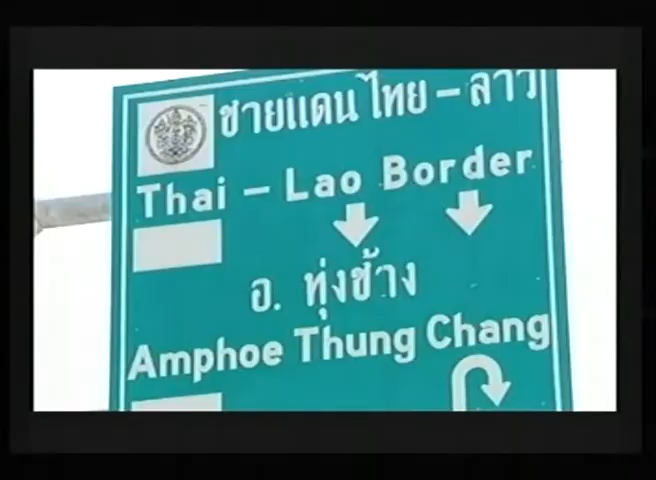 ชายแดน ไทย – ลาว
Thai – Lao Border
อ. ทุ่งช้าง
Amphoe Thung Chang